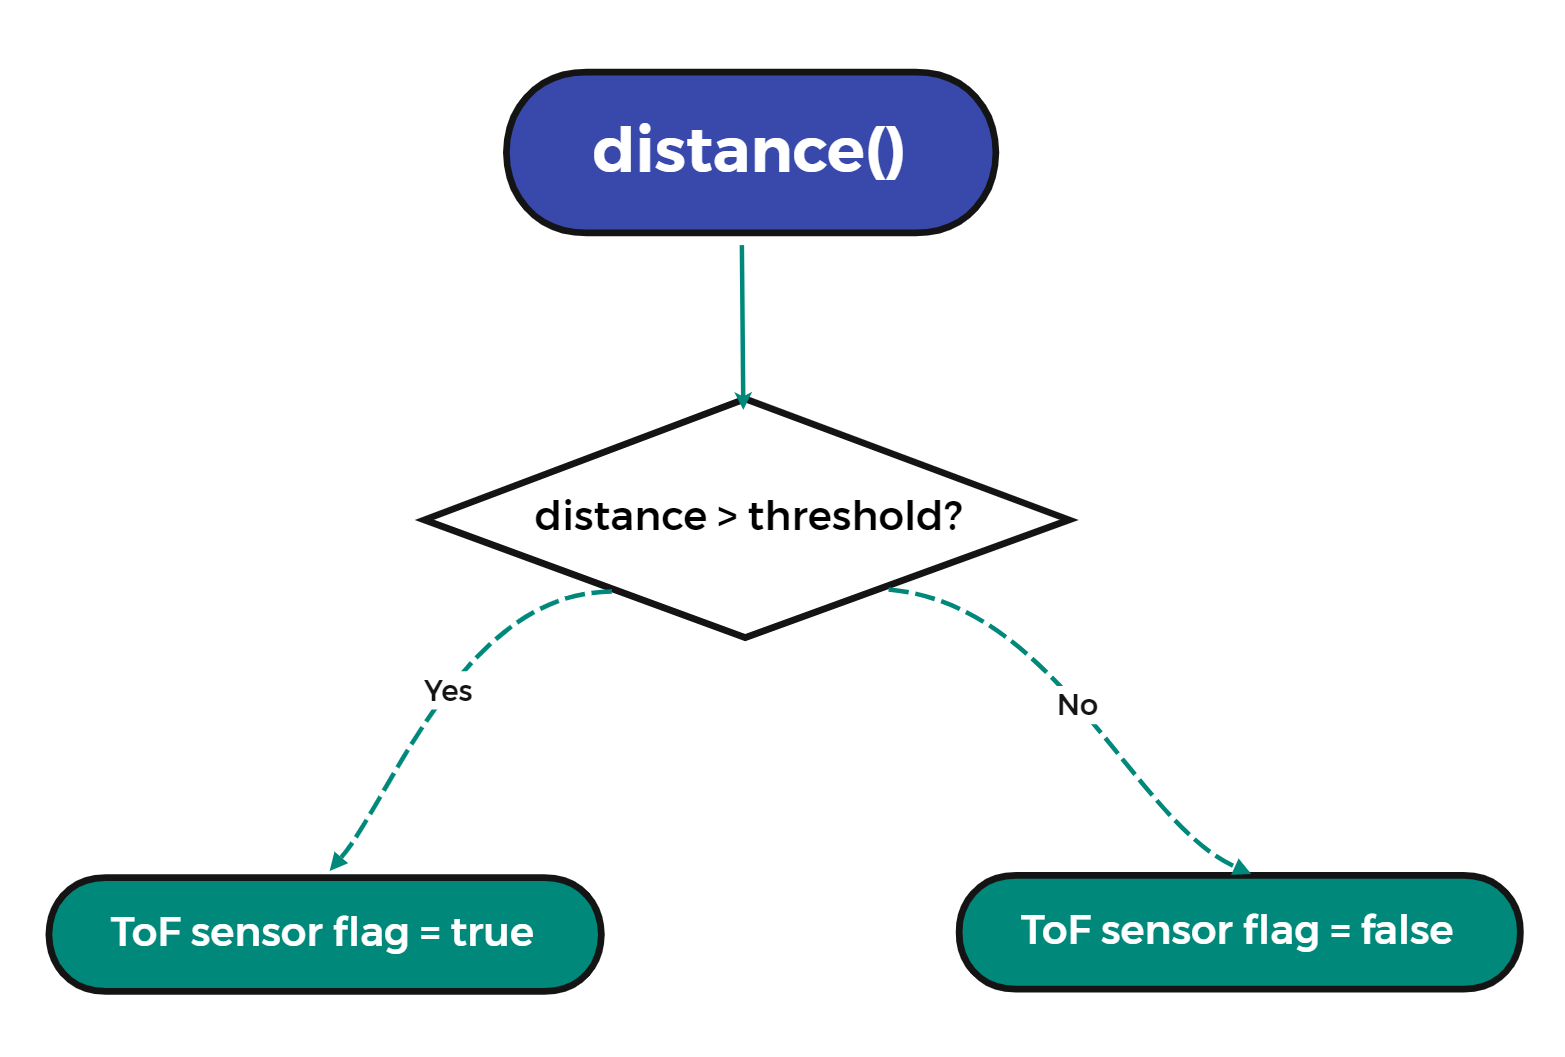 distance()
distance > threshold?
Yes
No
ToF sensor flag = true
ToF sensor flag = false